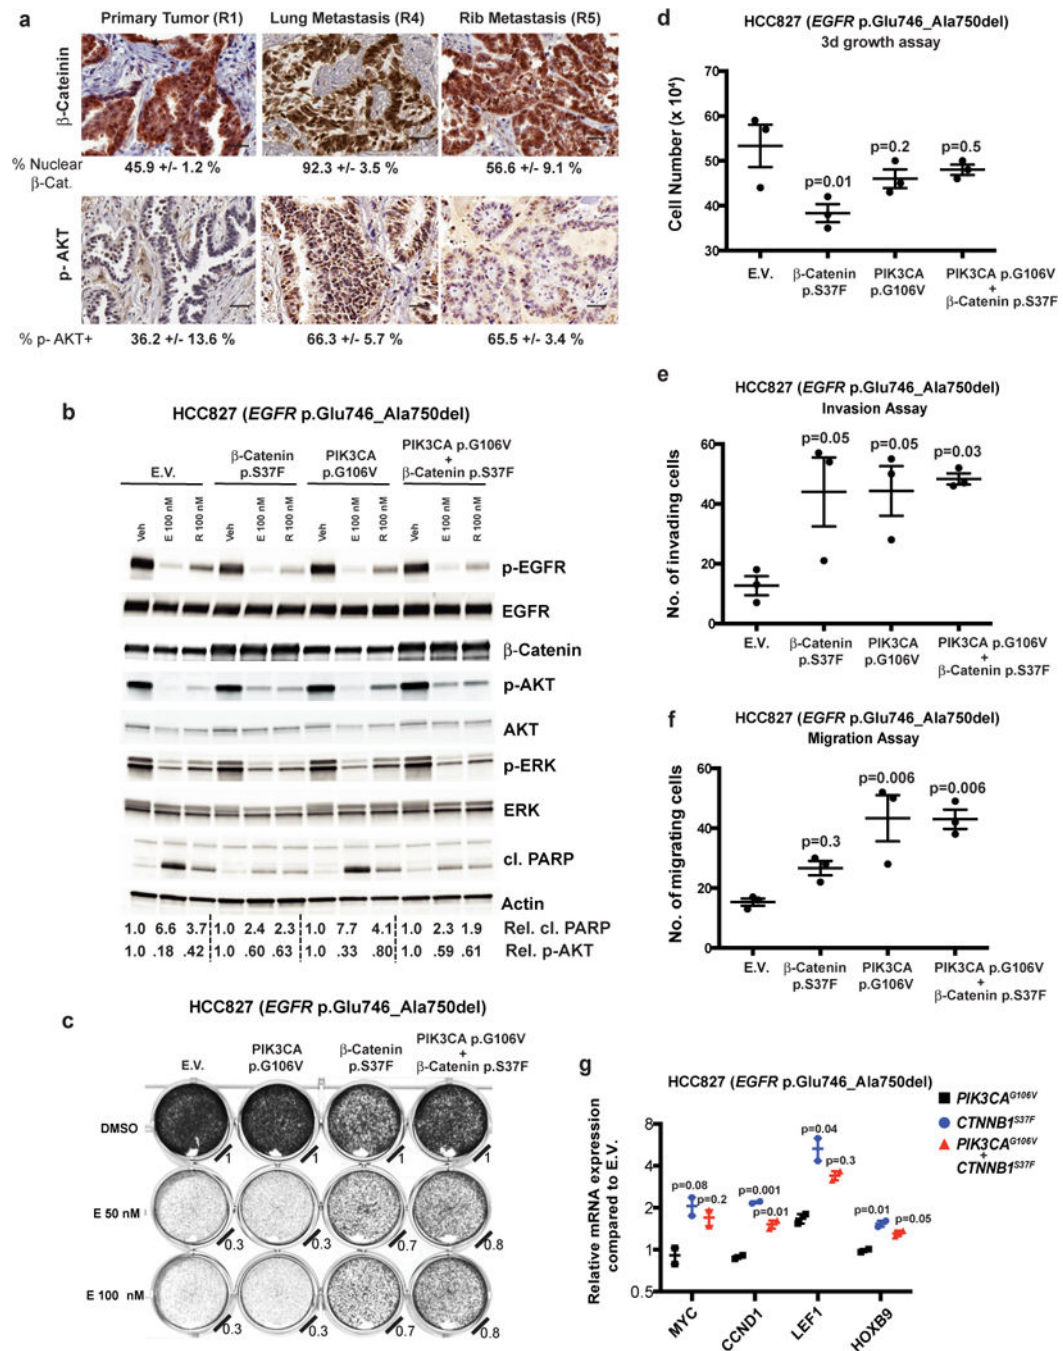 a
Primary Tumor (R1) Lung Metastasis (R4) Rib Metastasis (R5)
β-Cateinin
% Nuclear β-Cat.
45.9 +/- 1.2 % 92.3 +/- 3.5 % 56.6 +/- 9.1 %
p- AKT
% p- AKT+ 36.2 +/- 13.6 % 66.3 +/- 5.7 % 65.5 +/- 3.4 %
b
HCC827 (EGFR p.Glu746_Ala750del)
E.V. β-Catenin p.S37F PIK3CA p.G106V PIK3CA p.G106V + β-Catenin p.S37F
Veh E 100 nM R 100 nM Veh E 100 nM R 100 nM Veh E 100 nM R 100 nM Veh E 100 nM R 100 nM
p-EGFR
EGFR
β-Catenin
p-AKT
AKT
p-ERK
ERK
cl. PARP
Actin
1.0 6.6 3.7 1.0 2.4 2.3 1.0 7.7 4.1 1.0 2.3 1.9 Rel. cl. PARP
1.0 .18 .42 1.0 .60 .63 1.0 .33 .80 1.0 .59 .61 Rel. p-AKT
c
HCC827 (EGFR p.Glu746_Ala750del)
E.V. PIK3CA p.G106V β-Catenin p.S37F PIK3CA p.G106V + β-Catenin p.S37F
DMSO 1 1 1 1
E 50 nM 0.3 0.3 0.7 0.8
E 100 nM 0.3 0.3 0.7 0.8
d
HCC827 (EGFR p.Glu746_Ala750del)
3d growth assay
Cell Number (x 10⁴)
70
60
50
40
30
p=0.01
p=0.2
p=0.5
E.V. β-Catenin p.S37F PIK3CA p.G106V PIK3CA p.G106V + β-Catenin p.S37F
e
HCC827 (EGFR p.Glu746_Ala750del)
Invasion Assay
No. of invading cells
60
40
20
0
p=0.05
p=0.05
p=0.03
E.V. β-Catenin p.S37F PIK3CA p.G106V PIK3CA p.G106V + β-Catenin p.S37F
f
HCC827 (EGFR p.Glu746_Ala750del)
Migration Assay
No. of migrating cells
60
40
20
0
p=0.3
p=0.006
p=0.006
E.V. β-Catenin p.S37F PIK3CA p.G106V PIK3CA p.G106V + β-Catenin p.S37F
g
HCC827 (EGFR p.Glu746_Ala750del)
PIK3CA^G106V
CTNNB1^S37F
PIK3CA^G106V + CTNNB1^S37F
Relative mRNA expression compared to E.V.
8
4
2
1
0.5
p=0.08
p=0.2
p=0.001
p=0.01
p=0.04
p=0.3
p=0.01
p=0.05
MYC CCND1 LEF1 HOXB9